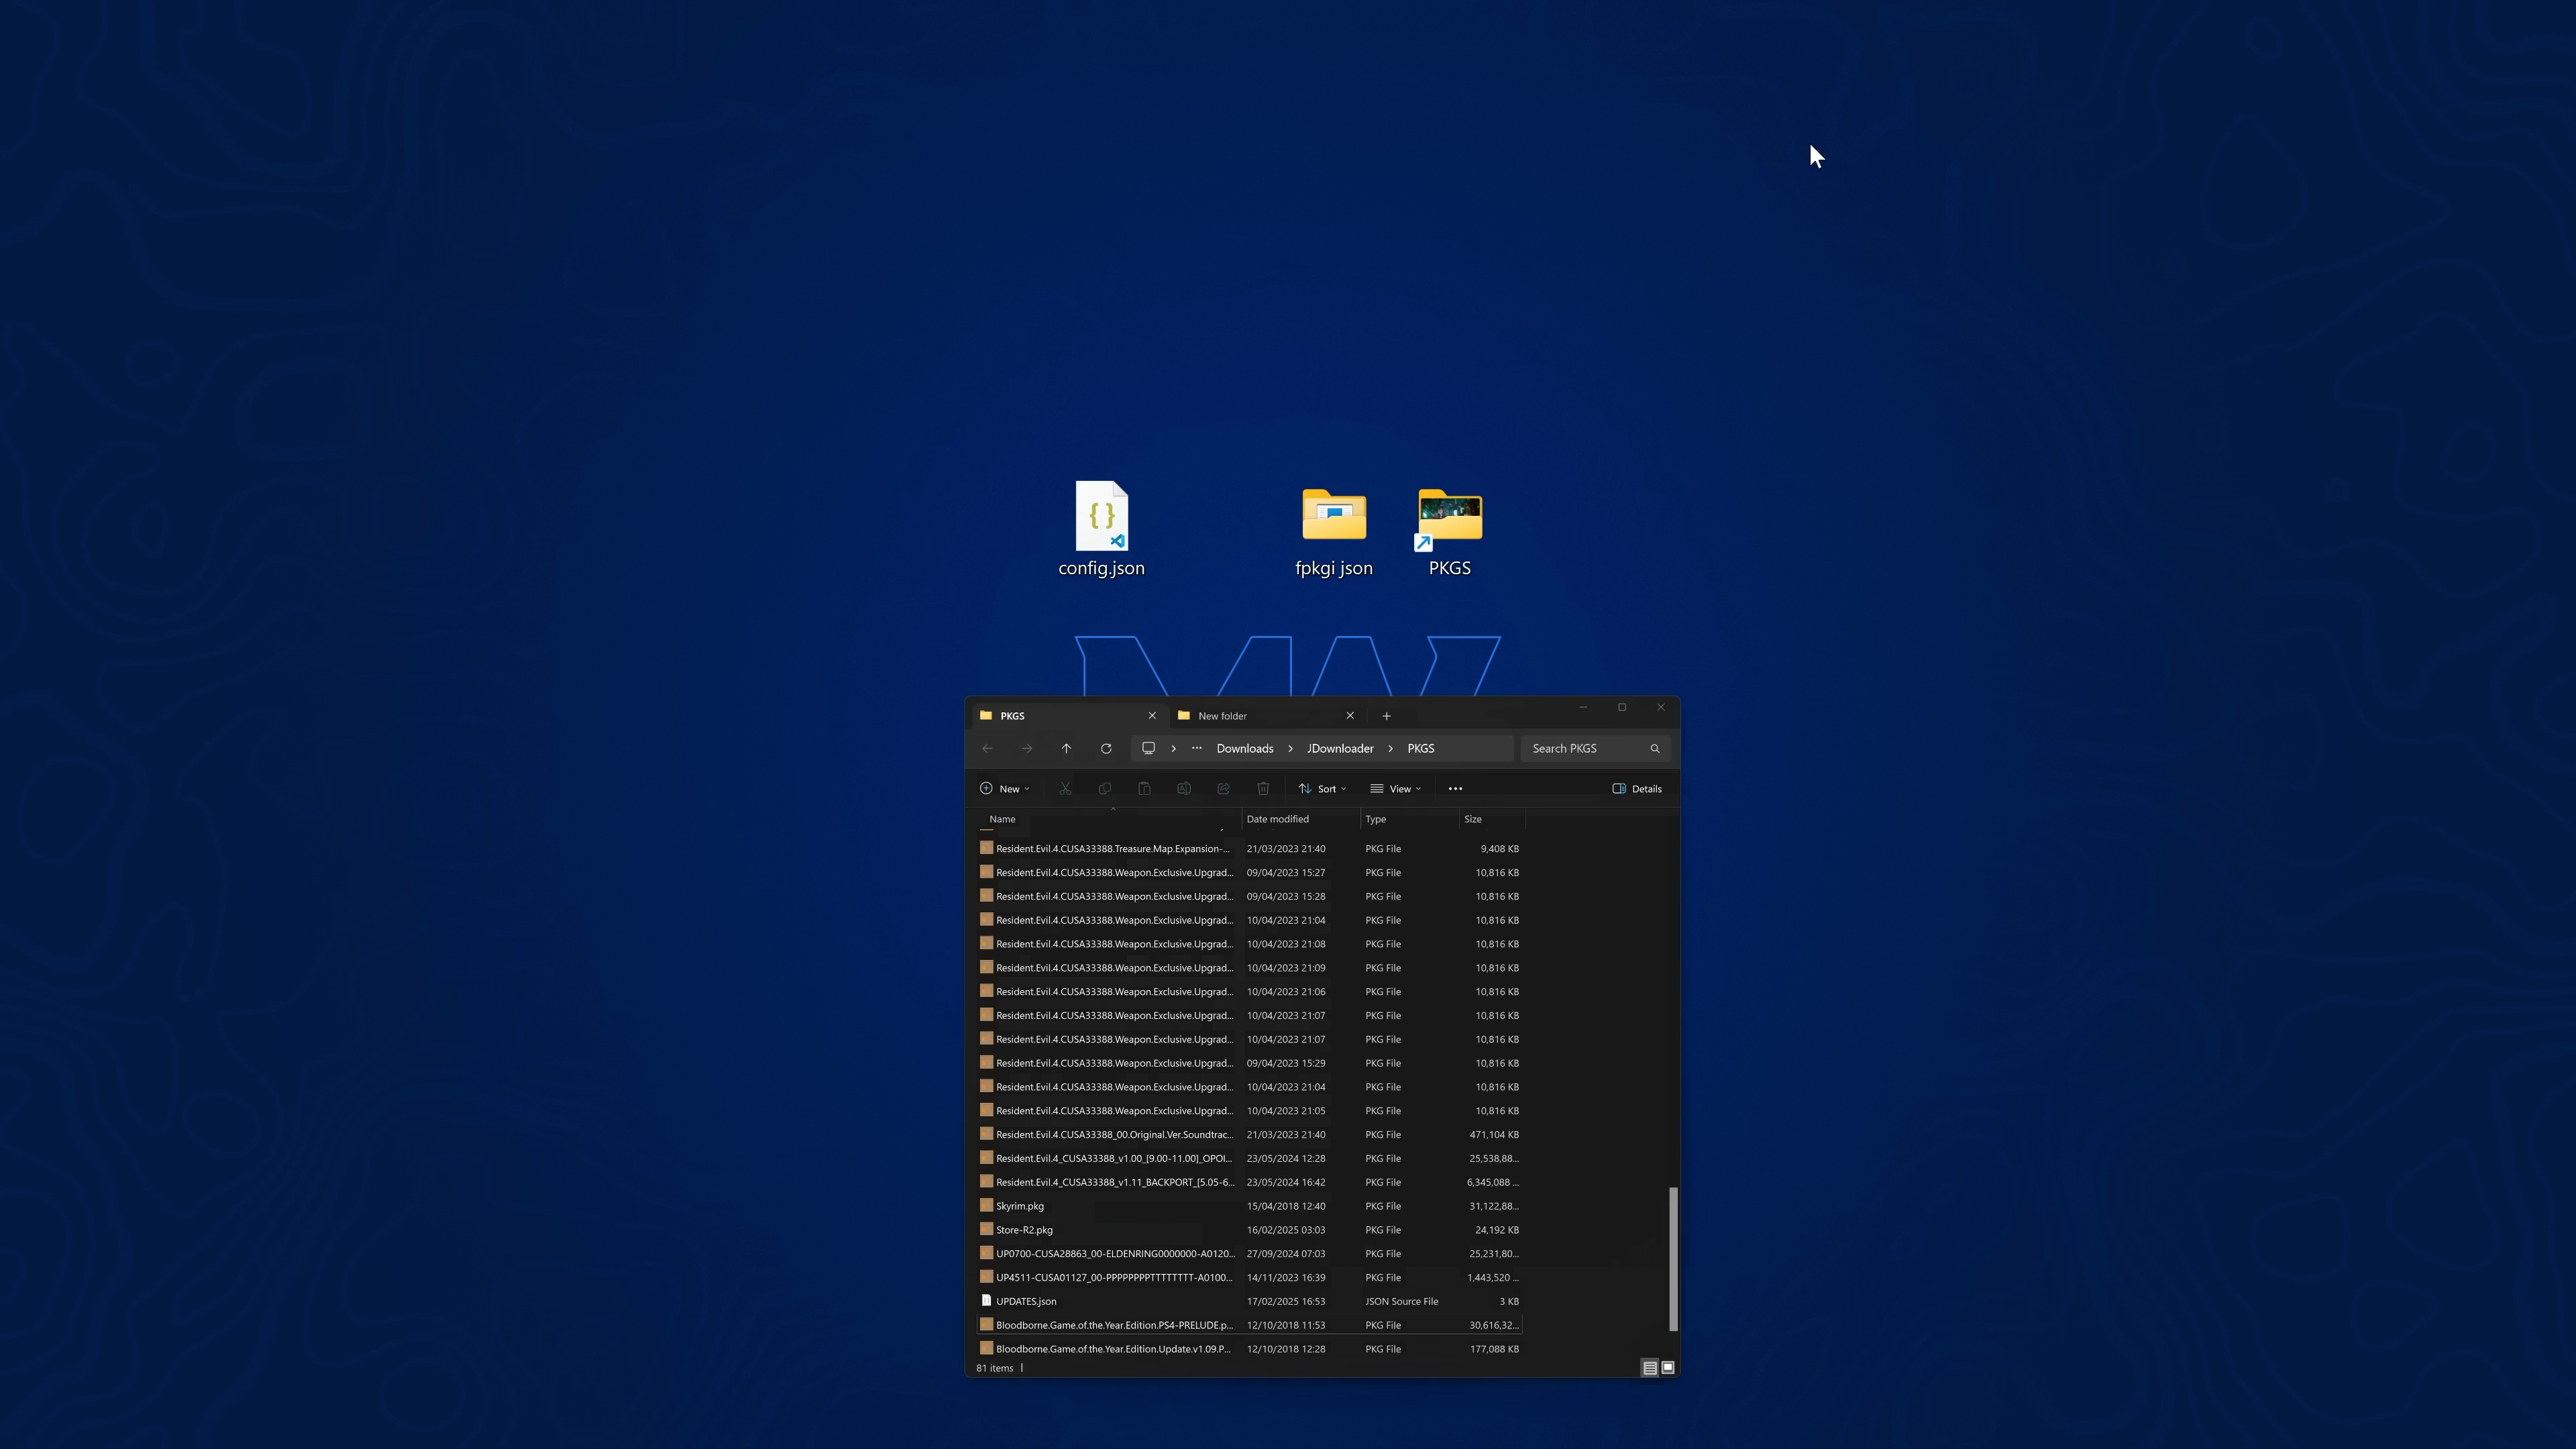 config.json
fpkgi json
PKGS
PKGS
New folder
Downloads
JDownloader
PKGS
Search PKGS
New
Sort
View
Details
Name Date modified Type Size
Resident.Evil.4.CUSA33388.Treasure.Map.Expansion-... 21/03/2023 21:40 PKG File 9,408 KB
Resident.Evil.4.CUSA33388.Weapon.Exclusive.Upgrad... 09/04/2023 15:27 PKG File 10,816 KB
Resident.Evil.4.CUSA33388.Weapon.Exclusive.Upgrad... 09/04/2023 15:28 PKG File 10,816 KB
Resident.Evil.4.CUSA33388.Weapon.Exclusive.Upgrad... 10/04/2023 21:04 PKG File 10,816 KB
Resident.Evil.4.CUSA33388.Weapon.Exclusive.Upgrad... 10/04/2023 21:08 PKG File 10,816 KB
Resident.Evil.4.CUSA33388.Weapon.Exclusive.Upgrad... 10/04/2023 21:09 PKG File 10,816 KB
Resident.Evil.4.CUSA33388.Weapon.Exclusive.Upgrad... 10/04/2023 21:06 PKG File 10,816 KB
Resident.Evil.4.CUSA33388.Weapon.Exclusive.Upgrad... 10/04/2023 21:07 PKG File 10,816 KB
Resident.Evil.4.CUSA33388.Weapon.Exclusive.Upgrad... 10/04/2023 21:07 PKG File 10,816 KB
Resident.Evil.4.CUSA33388.Weapon.Exclusive.Upgrad... 09/04/2023 15:29 PKG File 10,816 KB
Resident.Evil.4.CUSA33388.Weapon.Exclusive.Upgrad... 10/04/2023 21:04 PKG File 10,816 KB
Resident.Evil.4.CUSA33388.Weapon.Exclusive.Upgrad... 10/04/2023 21:05 PKG File 10,816 KB
Resident.Evil.4.CUSA33388_00.Original.Ver.Soundtrac... 21/03/2023 21:40 PKG File 471,104 KB
Resident.Evil.4_CUSA33388_v1.00_[9.00-11.00]_OPOI... 23/05/2024 12:28 PKG File 25,538,88...
Resident.Evil.4_CUSA33388_v1.11_BACKPORT_[5.05-6... 23/05/2024 16:42 PKG File 6,345,088 ...
Skyrim.pkg 15/04/2018 12:40 PKG File 31,122,88...
Store-R2.pkg 16/02/2025 03:03 PKG File 24,192 KB
UP0700-CUSA28863_00-ELDENRING0000000-A0120... 27/09/2024 07:03 PKG File 25,231,80...
UP4511-CUSA01127_00-PPPPPPPPTTTTTTTT-A0100... 14/11/2023 16:39 PKG File 1,443,520 ...
UPDATES.json 17/02/2025 16:53 JSON Source File 3 KB
Bloodborne.Game.of.the.Year.Edition.PS4-PRELUDE.p... 12/10/2018 11:53 PKG File 30,616,32...
Bloodborne.Game.of.the.Year.Edition.Update.v1.09.P... 12/10/2018 12:28 PKG File 177,088 KB
81 items